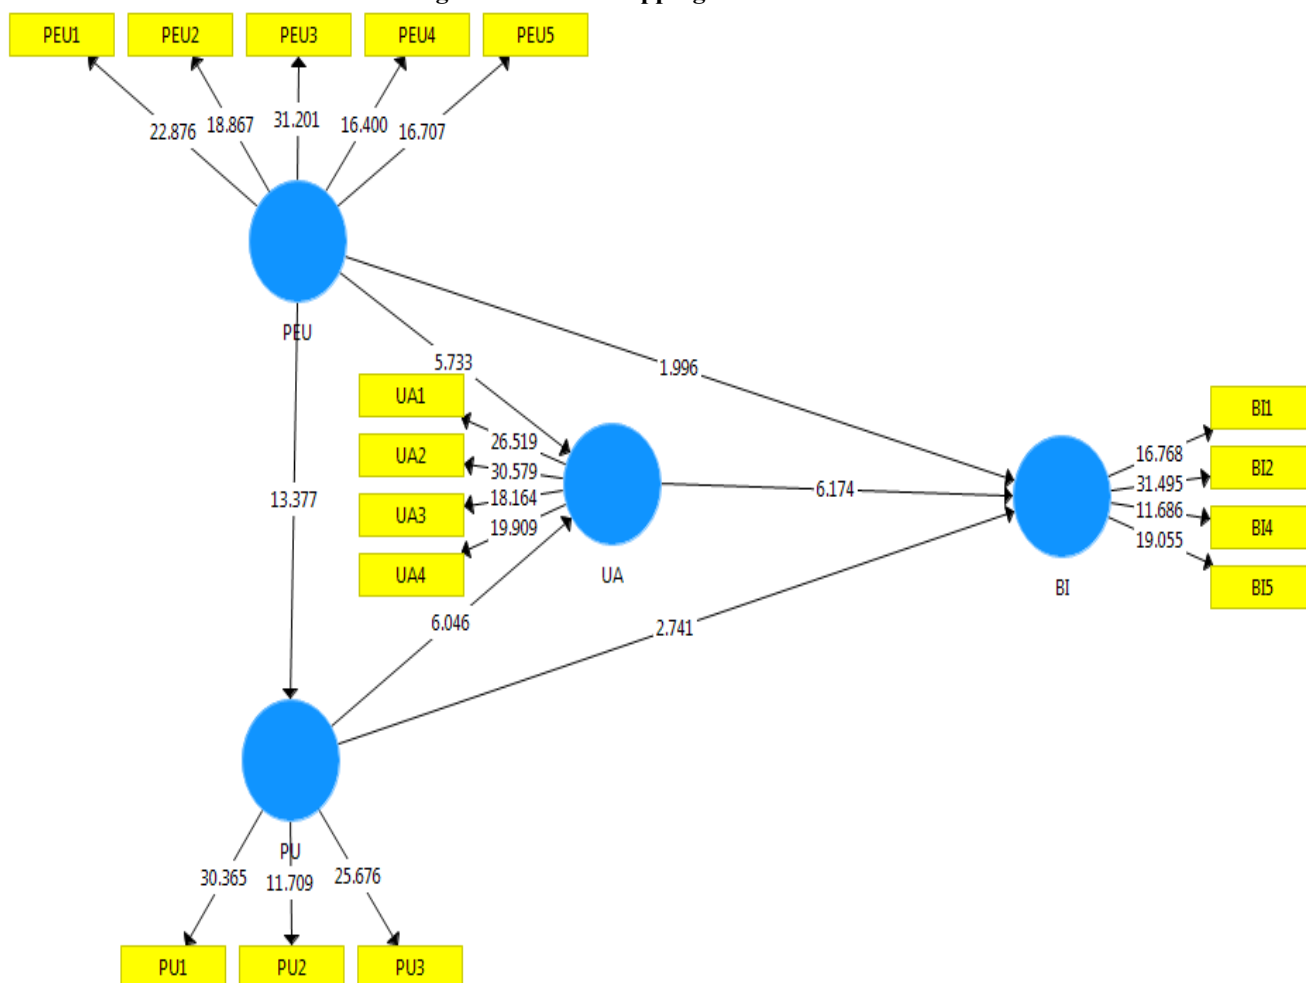 PEU1 PEU2 PEU3 PEU4 PEU5
22.876 18.867 31.201 16.400 16.707
PEU
5.733
1.996
13.377
UA1
UA2
UA3
UA4
26.519
30.579
18.164
19.909
UA
6.174
6.046
2.741
BI1
BI2
BI4
BI5
16.768
31.495
11.686
19.055
BI
PU
30.365 11.709 25.676
PU1 PU2 PU3